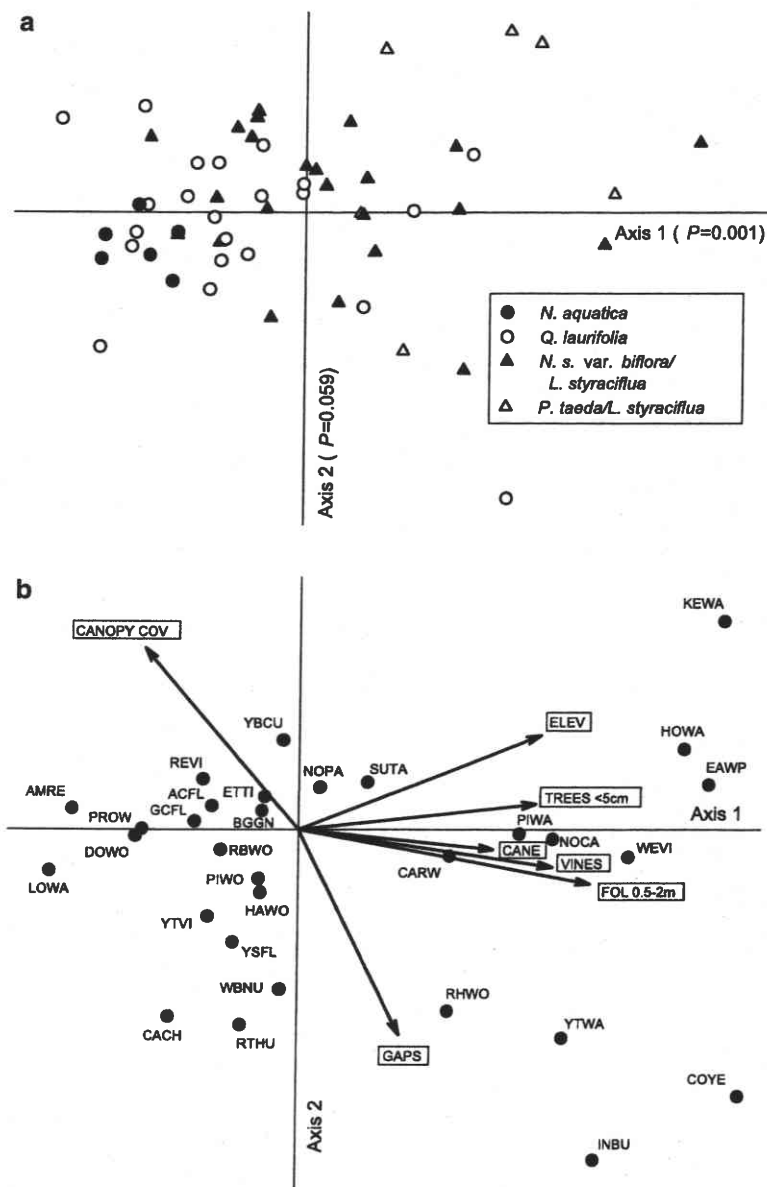 a
Axis 1 ( P=0.001)
Axis 2 ( P=0.059)
N. aquatica
Q. laurifolia
N. s. var. biflora/
L. styraciflua
P. taeda/L. styraciflua
b
KEWA
CANOPY COV
YBCU
ELEV
HOWA
REVI
NOPA
SUTA
EAWP
AMRE
ACFL
ETTI
TREES <5cm
PROW
GCFL
BGGN
PIWA
Axis 1
DOWO
RBWO
CANE
NOCA
WEVI
LOWA
PIWO
CARW
VINES
HAWO
FOL 0.5-2m
YTVI
YSFL
WBNU
RHWO
CACH
RTHU
YTWA
GAPS
COYE
Axis 2
INBU